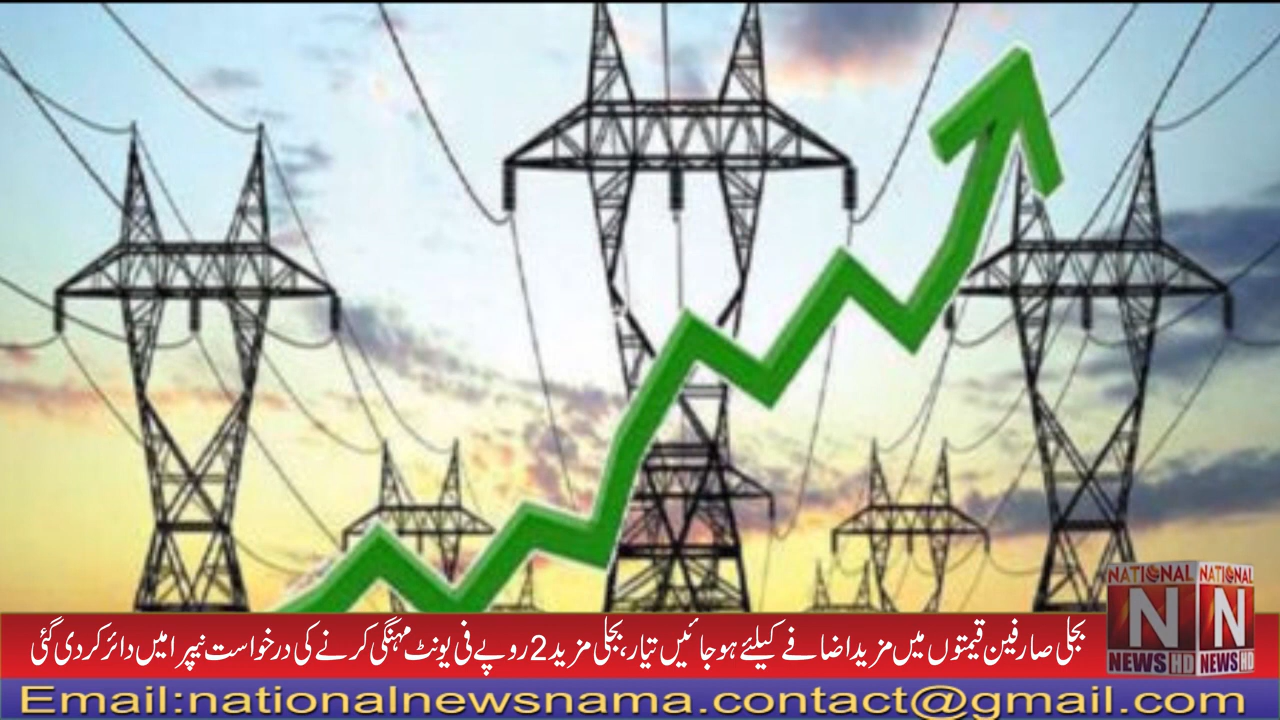 بجلی صارفین قیمتوں میں مزید اضافے کیلئے ہو جائیں تیار، بجلی مزید 2 روپے فی یونٹ مہنگی کرنے کی درخواست نیپرا میں دائر کر دی گئی
NATIONAL NATIONAL
N N
NEWS HD NEWS HD
Email:nationalnewsnama.contact@gmail.com